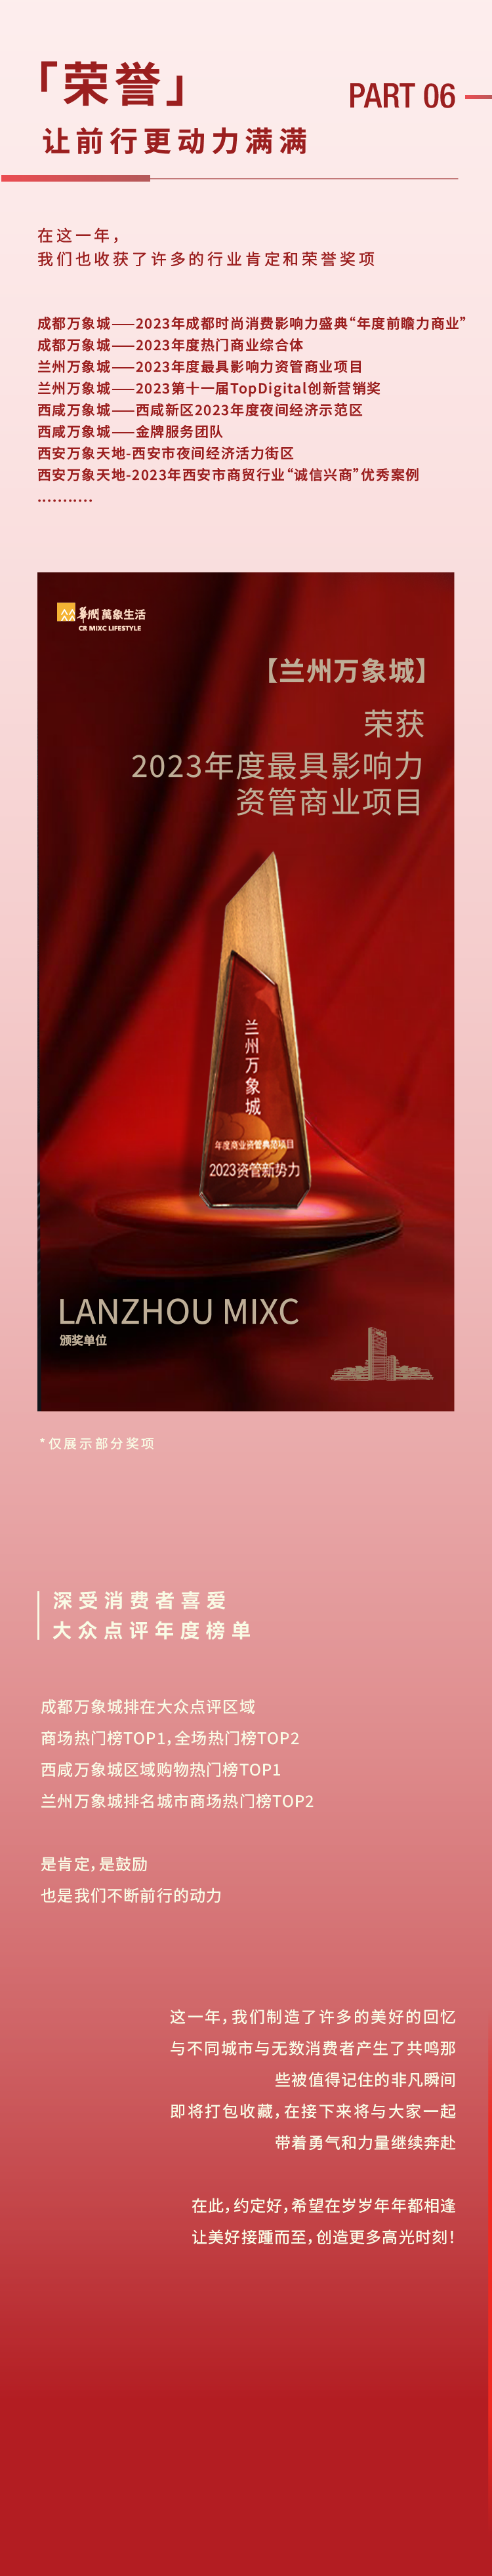 「荣誉」
PART 06
让前行更动力满满
在这一年，
我们也收获了许多的行业肯定和荣誉奖项
成都万象城——2023年成都时尚消费影响力盛典“年度前瞻力商业”
成都万象城——2023年度热门商业综合体
兰州万象城——2023年度最具影响力资管商业项目
兰州万象城——2023第十一届TopDigital创新营销奖
西咸万象城——西咸新区2023年度夜间经济示范区
西咸万象城——金牌服务团队
西安万象天地-西安市夜间经济活力街区
西安万象天地-2023年西安市商贸行业“诚信兴商”优秀案例
...........
华润萬象生活
CR MIXC LIFESTYLE
【兰州万象城】
荣获
2023年度最具影响力
资管商业项目
兰州万象城
年度商业资管典范项目
2023资管新势力
LANZHOU MIXC
颁奖单位
*仅展示部分奖项
深受消费者喜爱
大众点评年度榜单
成都万象城排在大众点评区域
商场热门榜TOP1，全场热门榜TOP2
西咸万象城区域购物热门榜TOP1
兰州万象城排名城市商场热门榜TOP2
是肯定，是鼓励
也是我们不断前行的动力
这一年，我们制造了许多的美好的回忆
与不同城市与无数消费者产生了共鸣那
些被值得记住的非凡瞬间
即将打包收藏，在接下来将与大家一起
带着勇气和力量继续奔赴
在此，约定好，希望在岁岁年年都相逢
让美好接踵而至，创造更多高光时刻！